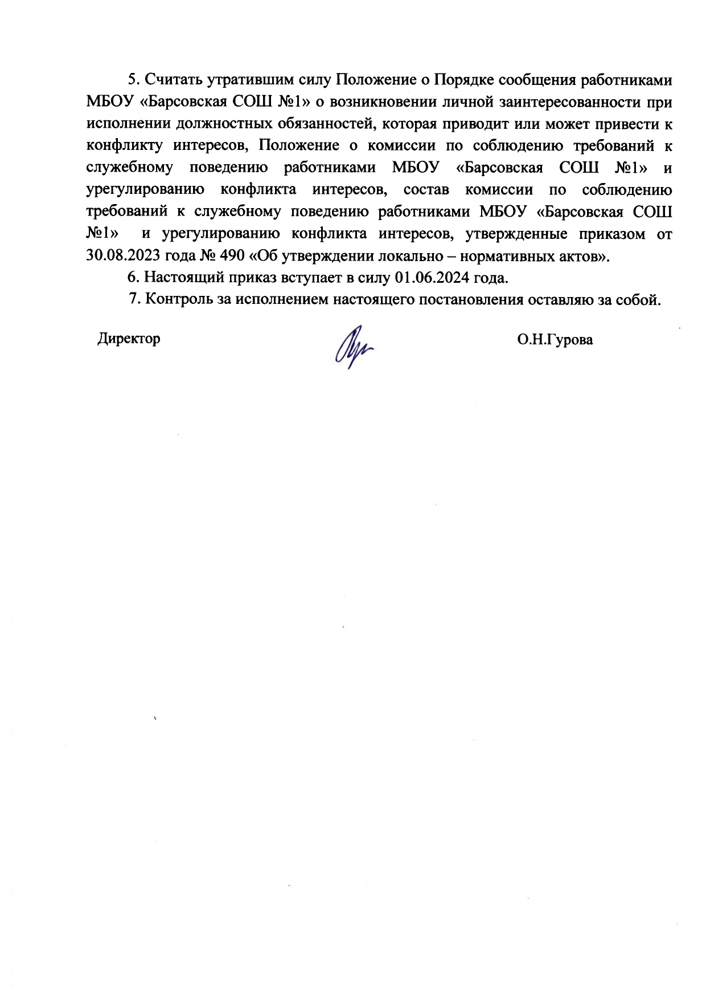 5. Считать утратившим силу Положение о Порядке сообщения работниками
МБОУ «Барсовская СОШ №1» о возникновении личной заинтересованности при
исполнении должностных обязанностей, которая приводит или может привести к
конфликту интересов, Положение о комиссии по соблюдению требований к
служебному поведению работниками МБОУ «Барсовская СОШ №1» и
урегулированию конфликта интересов, состав комиссии по соблюдению
требований к служебному поведению работниками МБОУ «Барсовская СОШ
№1» и урегулированию конфликта интересов, утвержденные приказом от
30.08.2023 года № 490 «Об утверждении локально – нормативных актов».
6. Настоящий приказ вступает в силу 01.06.2024 года.
7. Контроль за исполнением настоящего постановления оставляю за собой.
Директор О.Н.Гурова